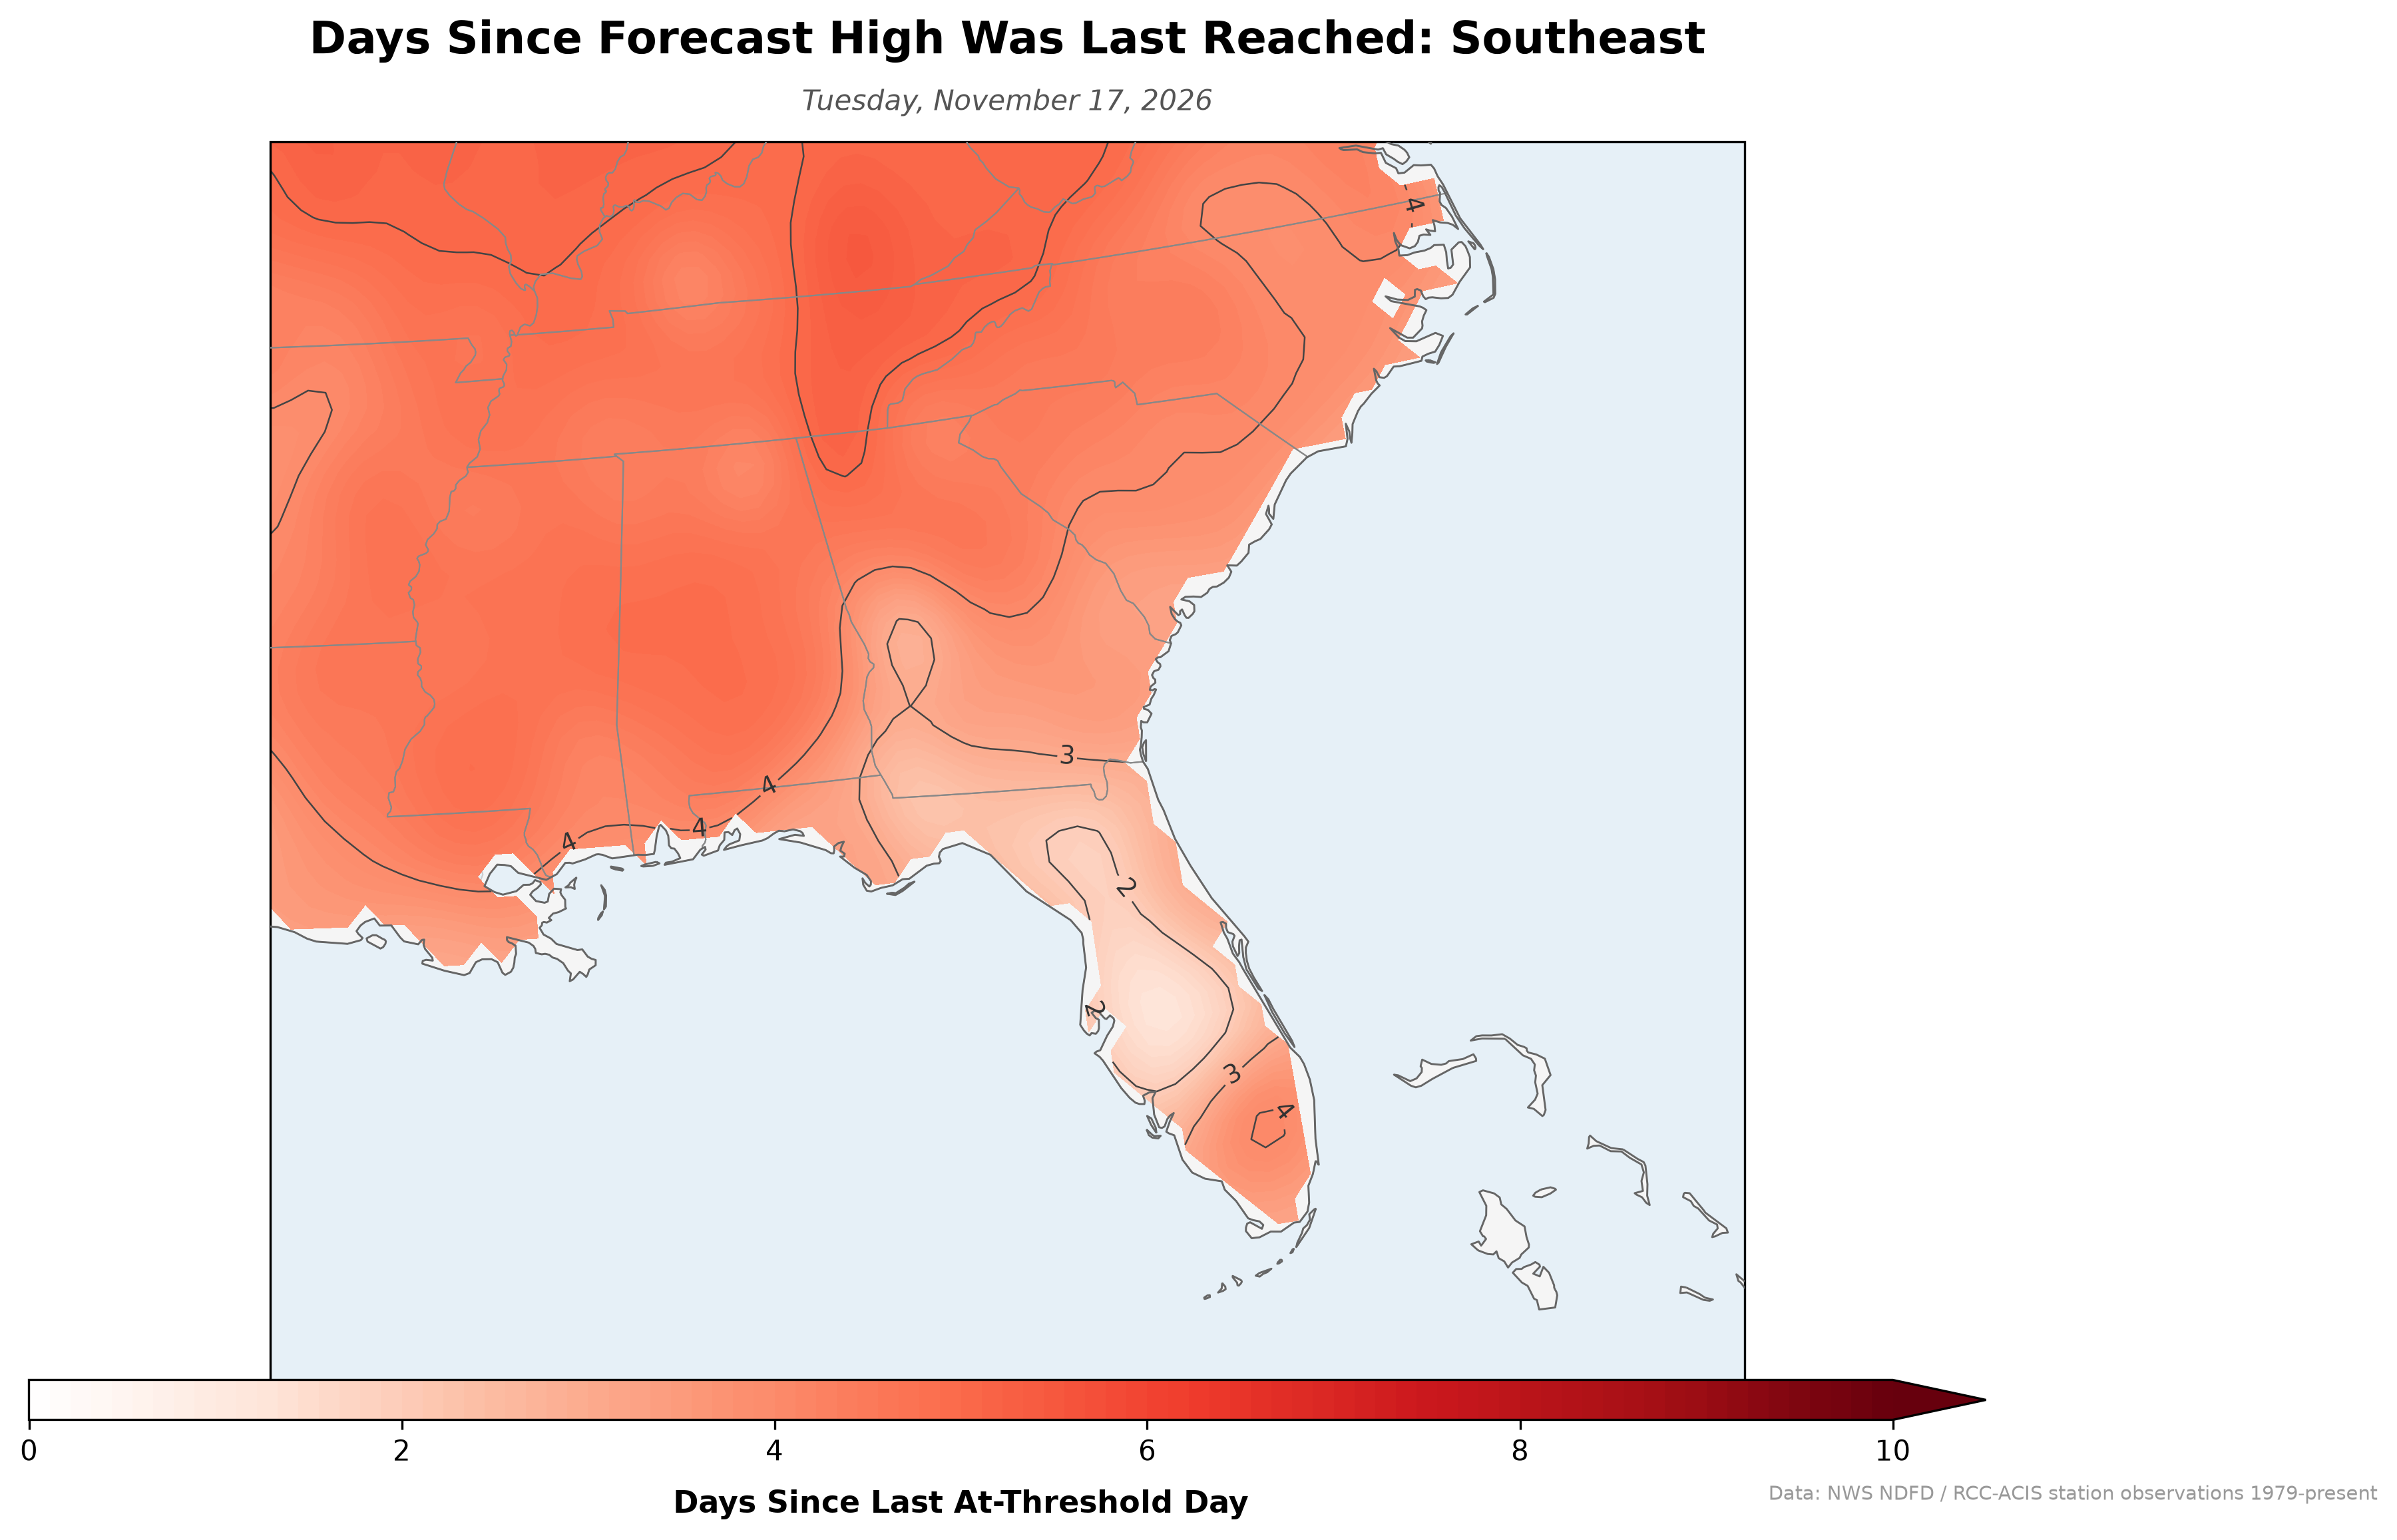 Days Since Forecast High Was Last Reached: Southeast
Tuesday, November 17, 2026
4
3
4
4
4
2
2
3
4
0 2 4 6 8 10
Days Since Last At-Threshold Day
Data: NWS NDFD / RCC-ACIS station observations 1979-present